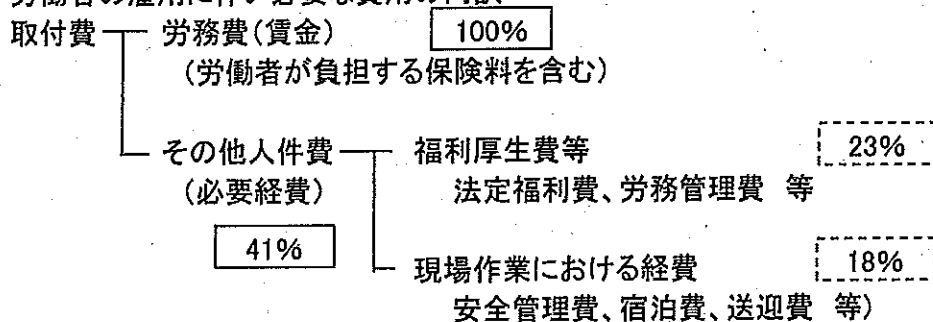 取付費 労務費(賃金) 100%
(労働者が負担する保険料を含む)
その他人件費 福利厚生費等 23%
(必要経費) 法定福利費、労務管理費 等
41%
現場作業における経費 18%
安全管理費、宿泊費、送迎費 等)